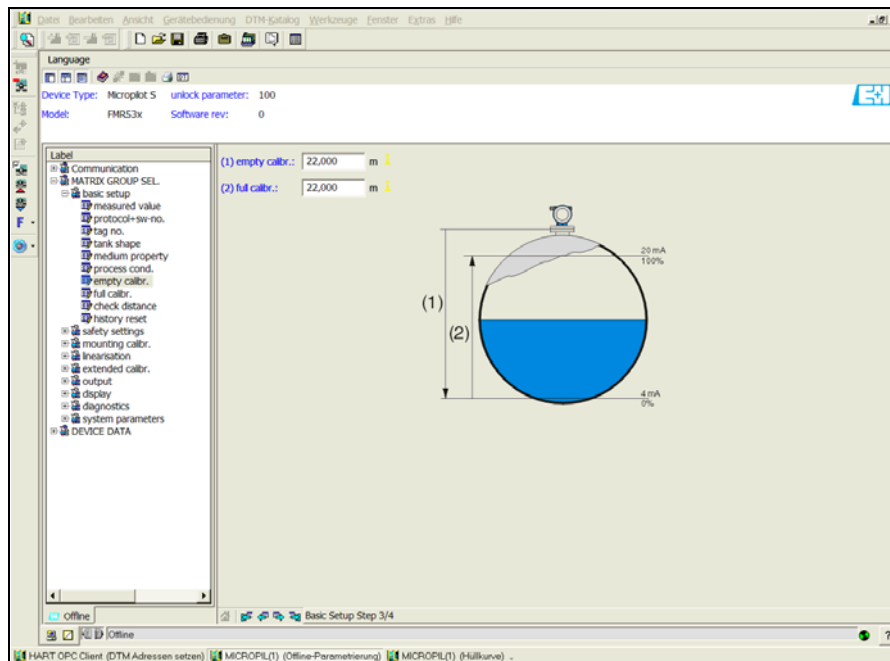 Datei Bearbeiten Ansicht Gerätebedienung DTM-Katalog Werkzeuge Fenster Extras Hilfe
Language
Device Type: Micropilot S unlock parameter: 100
Model: FMR53x Software rev: 0
E+H
Label
Communication
MATRIX GROUP SEL.
basic setup
measured value
protocol+sw-no.
tag no.
tank shape
medium property
process cond.
empty calibr.
full calibr.
check distance
history reset
safety settings
mounting calibr.
linearisation
extended calibr.
output
display
diagnostics
system parameters
DEVICE DATA
(1) empty calibr.: 22,000 m
(2) full calibr.: 22,000 m
20 mA
100%
(1)
(2)
4 mA
0%
F
Offline
Basic Setup Step 3/4
Offline
?
HART OPC Client (DTM Adressen setzen) MICROPIL(1) (Offline-Parametrierung) MICROPIL(1) (Hüllkurve)